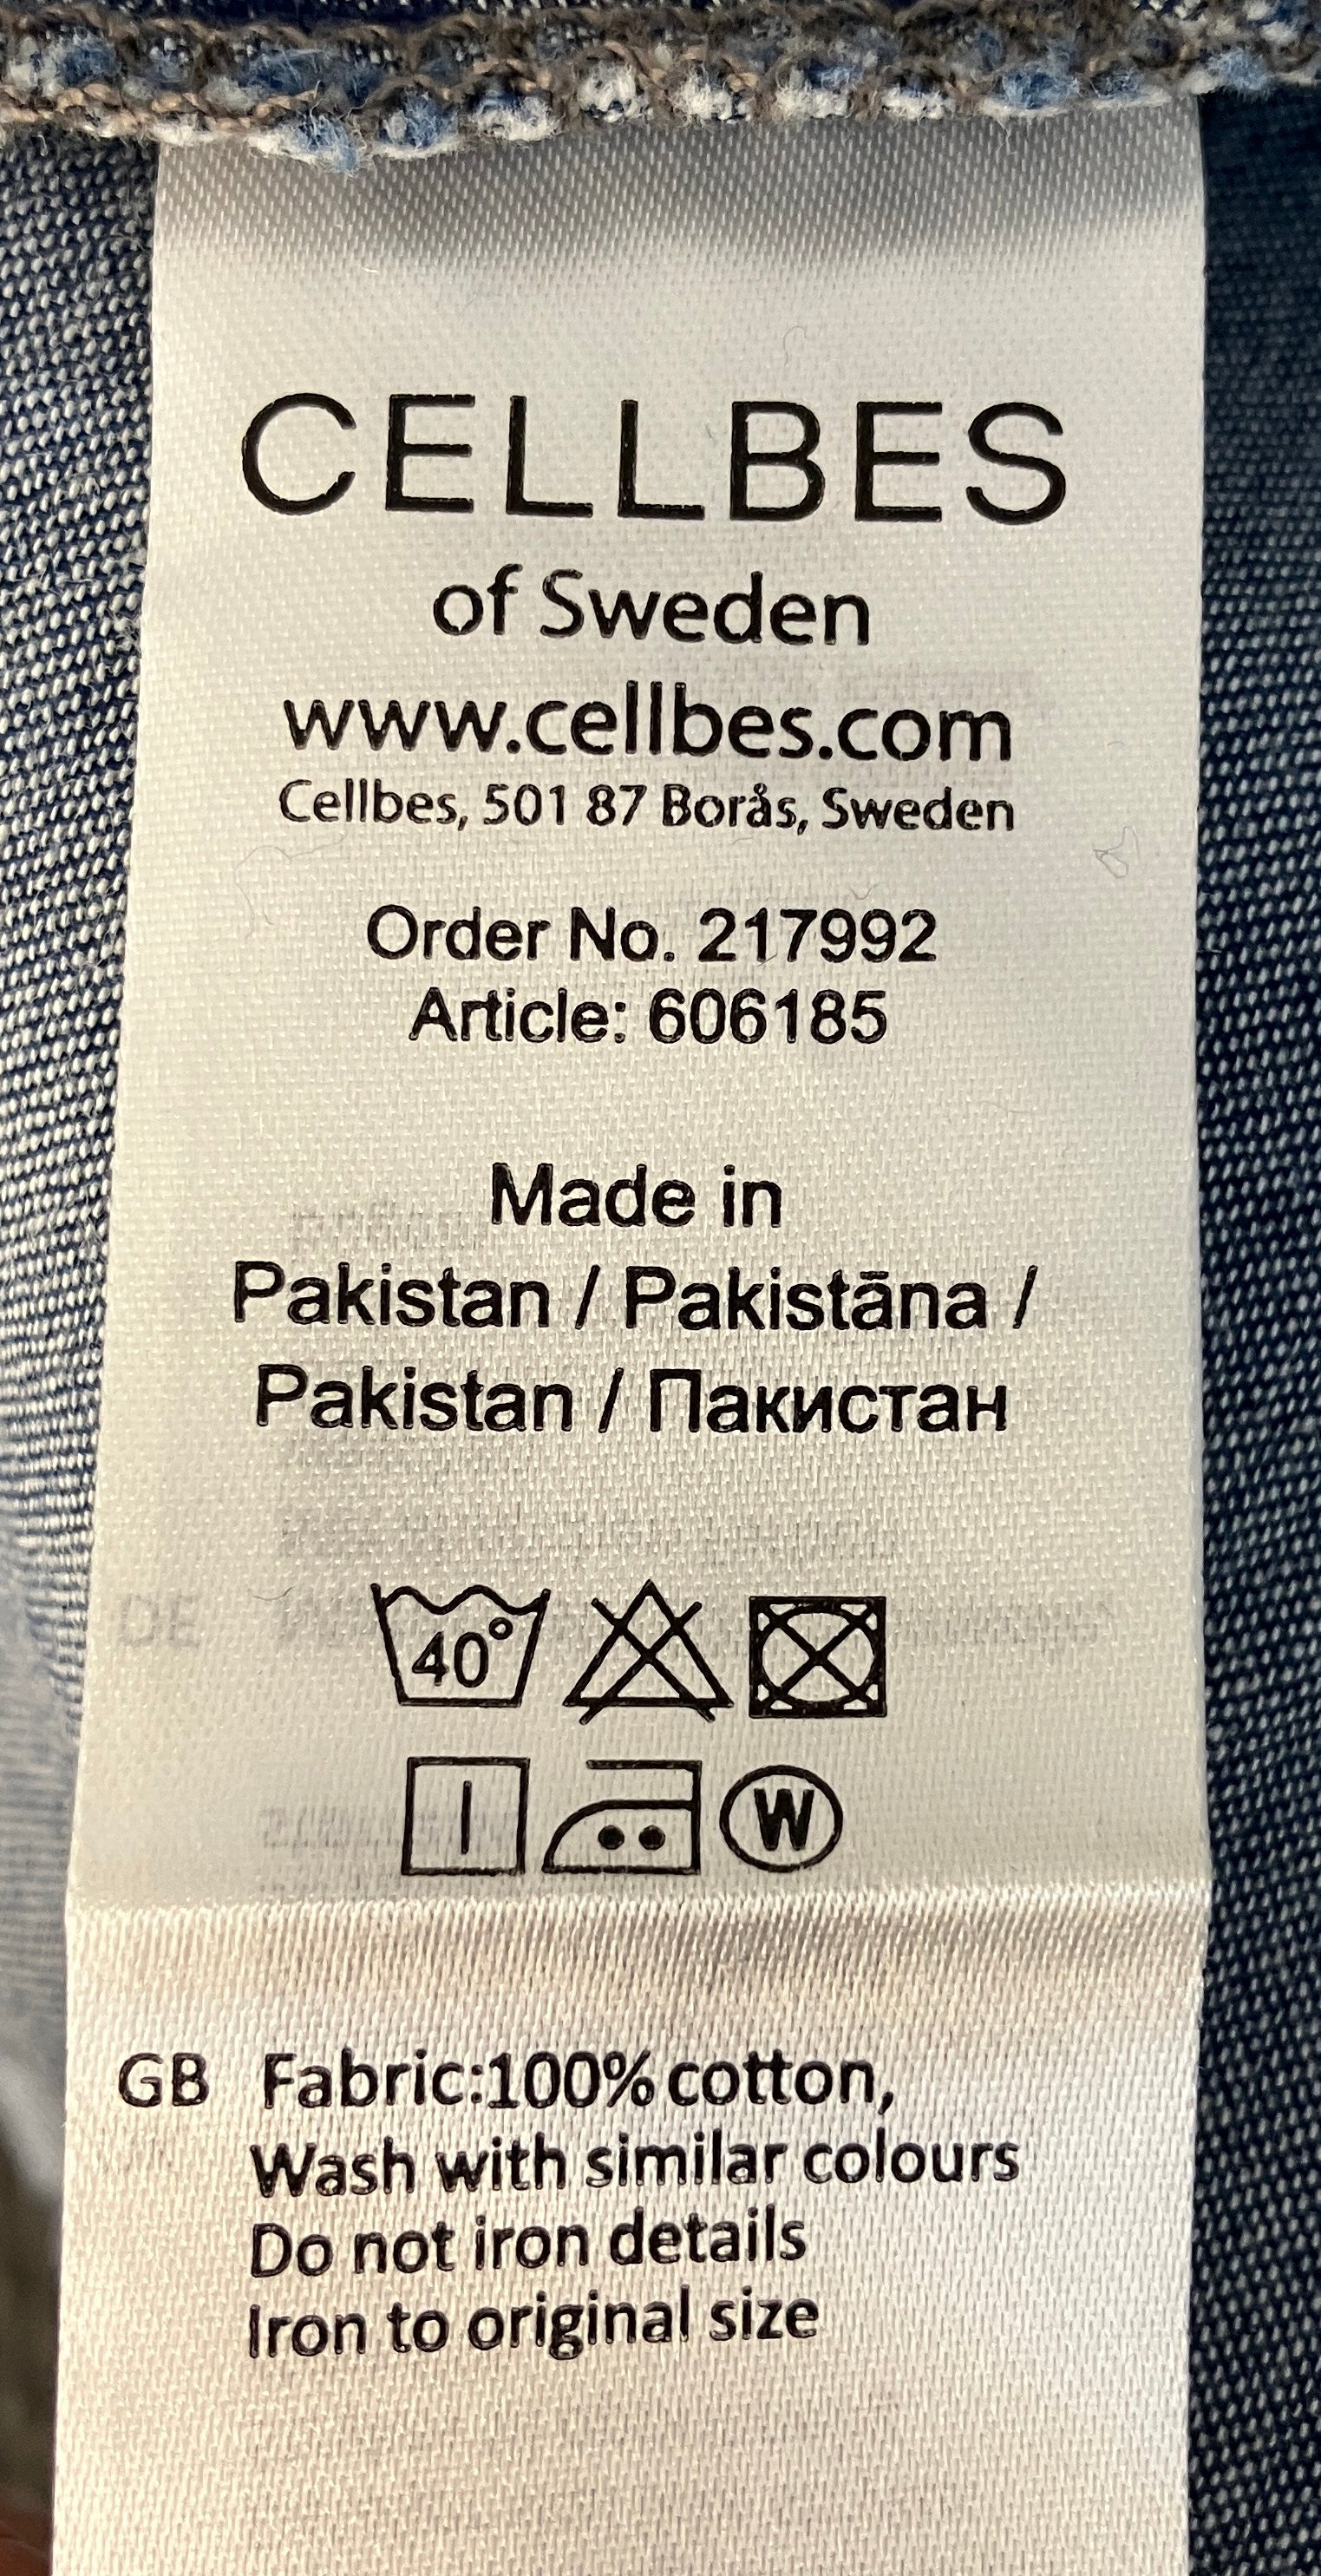 CELLBES
of Sweden
www.cellbes.com
Cellbes, 501 87 Borås, Sweden
Order No. 217992
Article: 606185
Made in
Pakistan / Pakistāna /
Pakistan / Пакистан
40°
W
GB Fabric:100% cotton,
Wash with similar colours
Do not iron details
Iron to original size